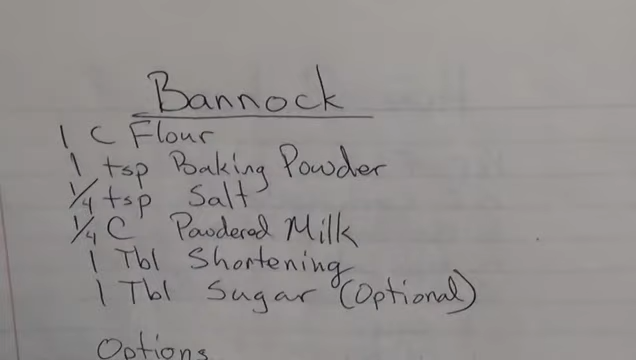 Bannock
1 C Flour
1 tsp Baking Powder
1/4 tsp Salt
1/4 C Powdered Milk
1 Tbl Shortening
1 Tbl Sugar (Optional)
Options